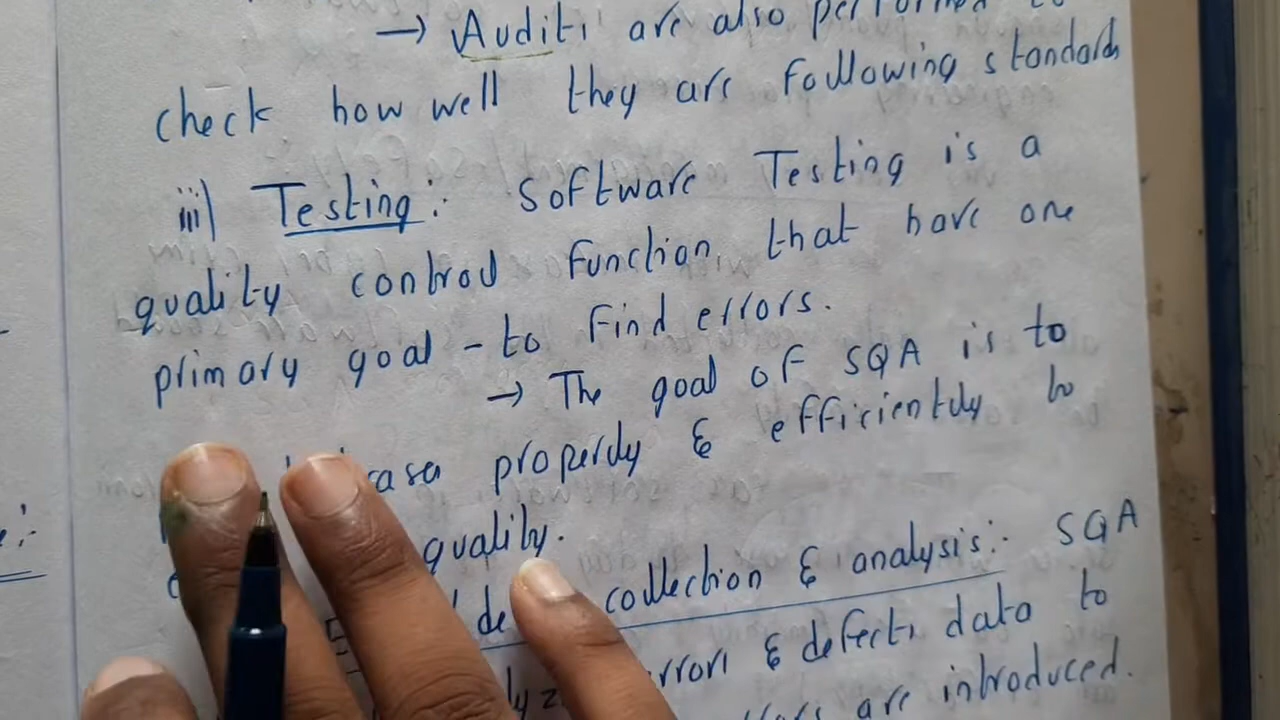 → Audits are also performed to
check how well they are following standards
iii) Testing: Software Testing is a
quality control function, that have one
primary goal - to find errors.
→ The goal of SQA is to
properly & efficiently to
quality.
collection & analysis: SQA
& defects data to
are introduced.